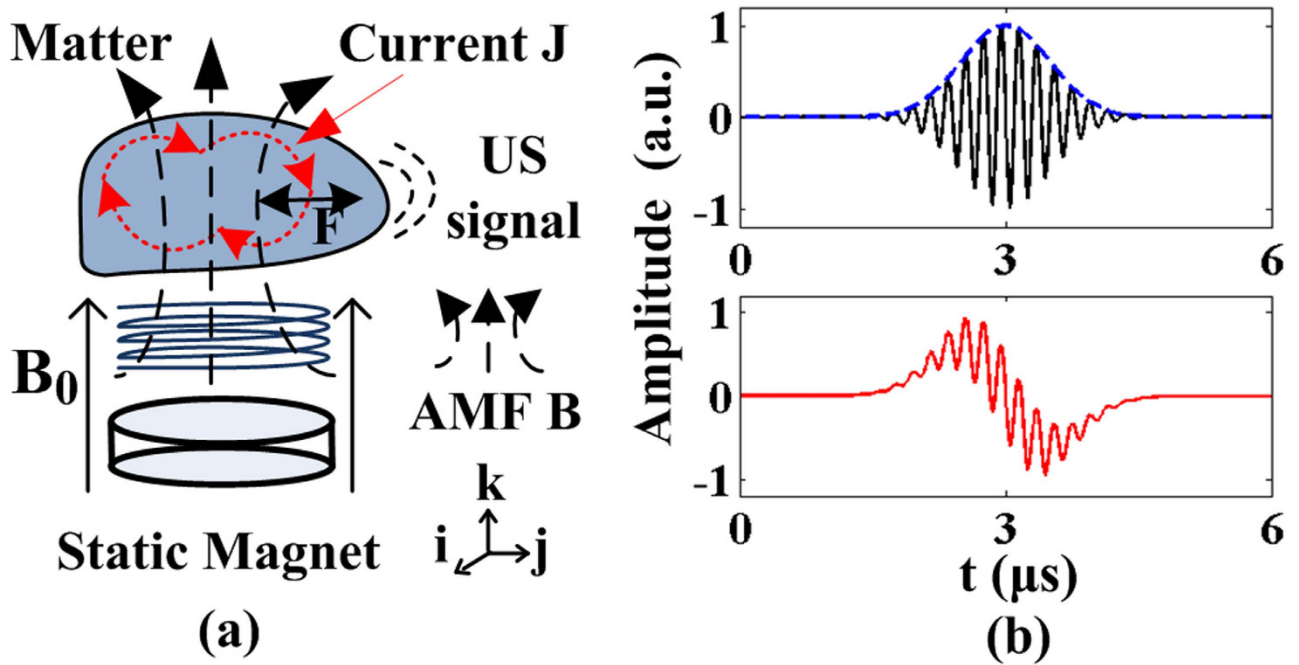 Matter
Current J
US
signal
F
B₀
AMF B
k
i
j
Static Magnet
(a)
Amplitude (a.u.)
1
0
-1
0
3
6
1
0
-1
0
3
6
t (μs)
(b)